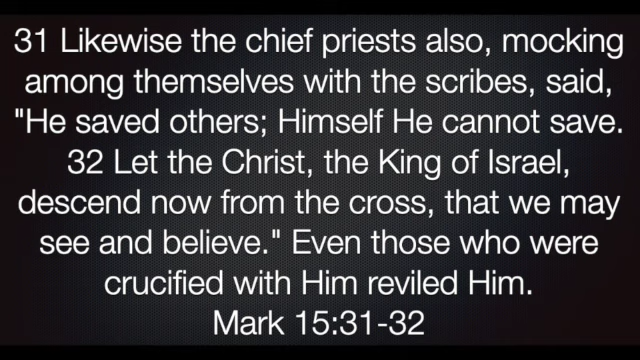 31 Likewise the chief priests also, mocking
among themselves with the scribes, said,
"He saved others; Himself He cannot save.
32 Let the Christ, the King of Israel,
descend now from the cross, that we may
see and believe." Even those who were
crucified with Him reviled Him.
Mark 15:31-32